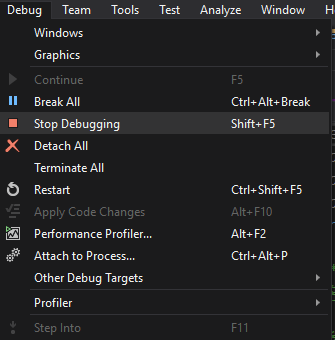 Debug Team Tools Test Analyze Window H
Windows
Graphics
Continue F5
Break All Ctrl+Alt+Break
Stop Debugging Shift+F5
Detach All
Terminate All
Restart Ctrl+Shift+F5
Apply Code Changes Alt+F10
Performance Profiler... Alt+F2
Attach to Process... Ctrl+Alt+P
Other Debug Targets
Profiler
Step Into F11